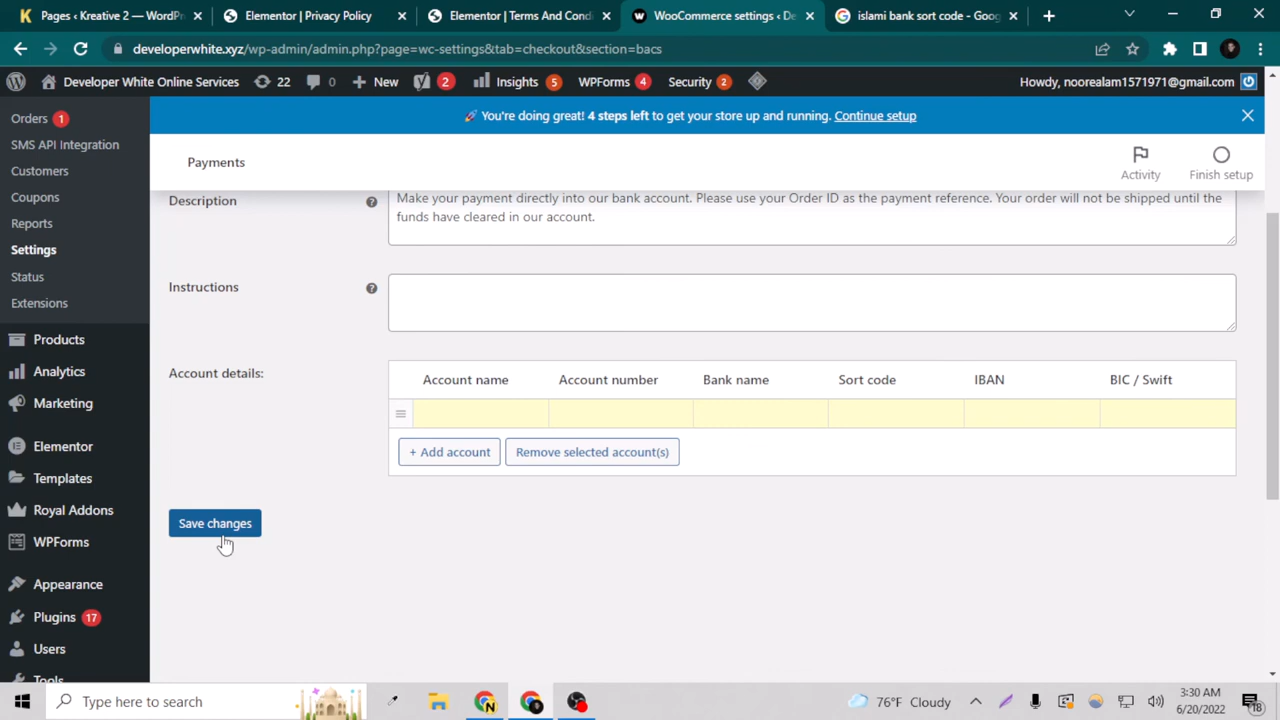 Pages ‹ Kreative 2 — WordPr
Elementor | Privacy Policy
Elementor | Terms And Condi
WooCommerce settings ‹ De
islami bank sort code - Goog
developerwhite.xyz/wp-admin/admin.php?page=wc-settings&tab=checkout&section=bacs
Developer White Online Services 22 0 New 2 Insights 5 WPForms 4 Security 2 Howdy, noorealam1571971@gmail.com
🚀 You're doing great! 4 steps left to get your store up and running. Continue setup
Orders 1
SMS API Integration
Customers
Coupons
Reports
Settings
Status
Extensions
Products
Analytics
Marketing
Elementor
Templates
Royal Addons
WPForms
Appearance
Plugins 17
Users
Tools
Payments
Activity
Finish setup
Description
Make your payment directly into our bank account. Please use your Order ID as the payment reference. Your order will not be shipped until the
funds have cleared in our account.
Instructions
Account details:
Account name Account number Bank name Sort code IBAN BIC / Swift
+ Add account Remove selected account(s)
Save changes
Type here to search
76°F Cloudy
3:30 AM
6/20/2022
18